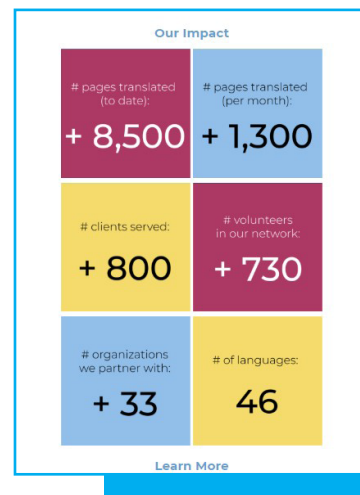 Our Impact
# pages translated
(to date):
+ 8,500
# pages translated
(per month):
+ 1,300
# clients served:
+ 800
# volunteers
in our network:
+ 730
# organizations
we partner with:
+ 33
# of languages:
46
Learn More